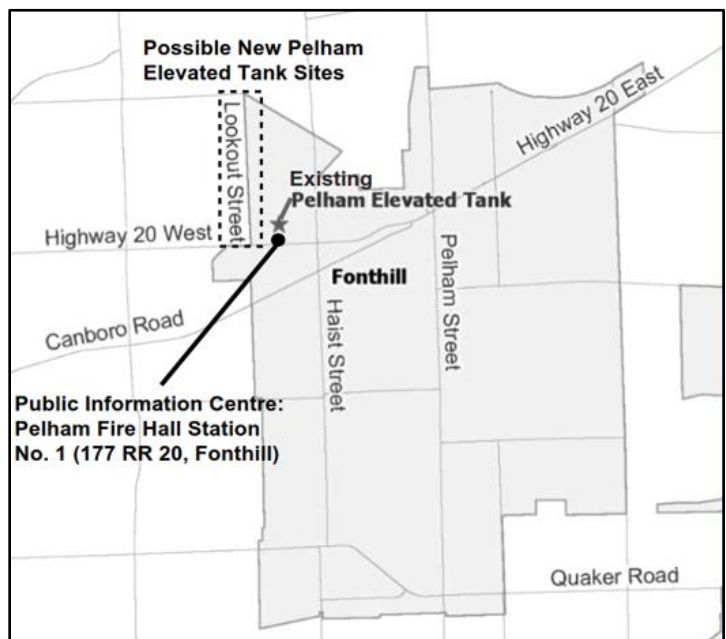 Possible New Pelham
Elevated Tank Sites
Highway 20 East
Lookout Street
Existing
Pelham Elevated Tank
Highway 20 West
Pelham Street
Fonthill
Canboro Road
Haist Street
Public Information Centre:
Pelham Fire Hall Station
No. 1 (177 RR 20, Fonthill)
Quaker Road